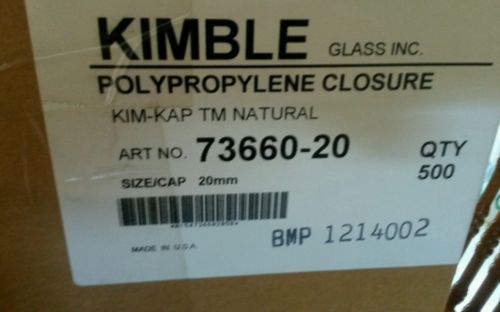 KIMBLE GLASS INC.
POLYPROPYLENE CLOSURE
KIM-KAP TM NATURAL
ART NO. 73660-20 QTY
500
SIZE/CAP 20mm
MADE IN U.S.A.
BMP 1214002